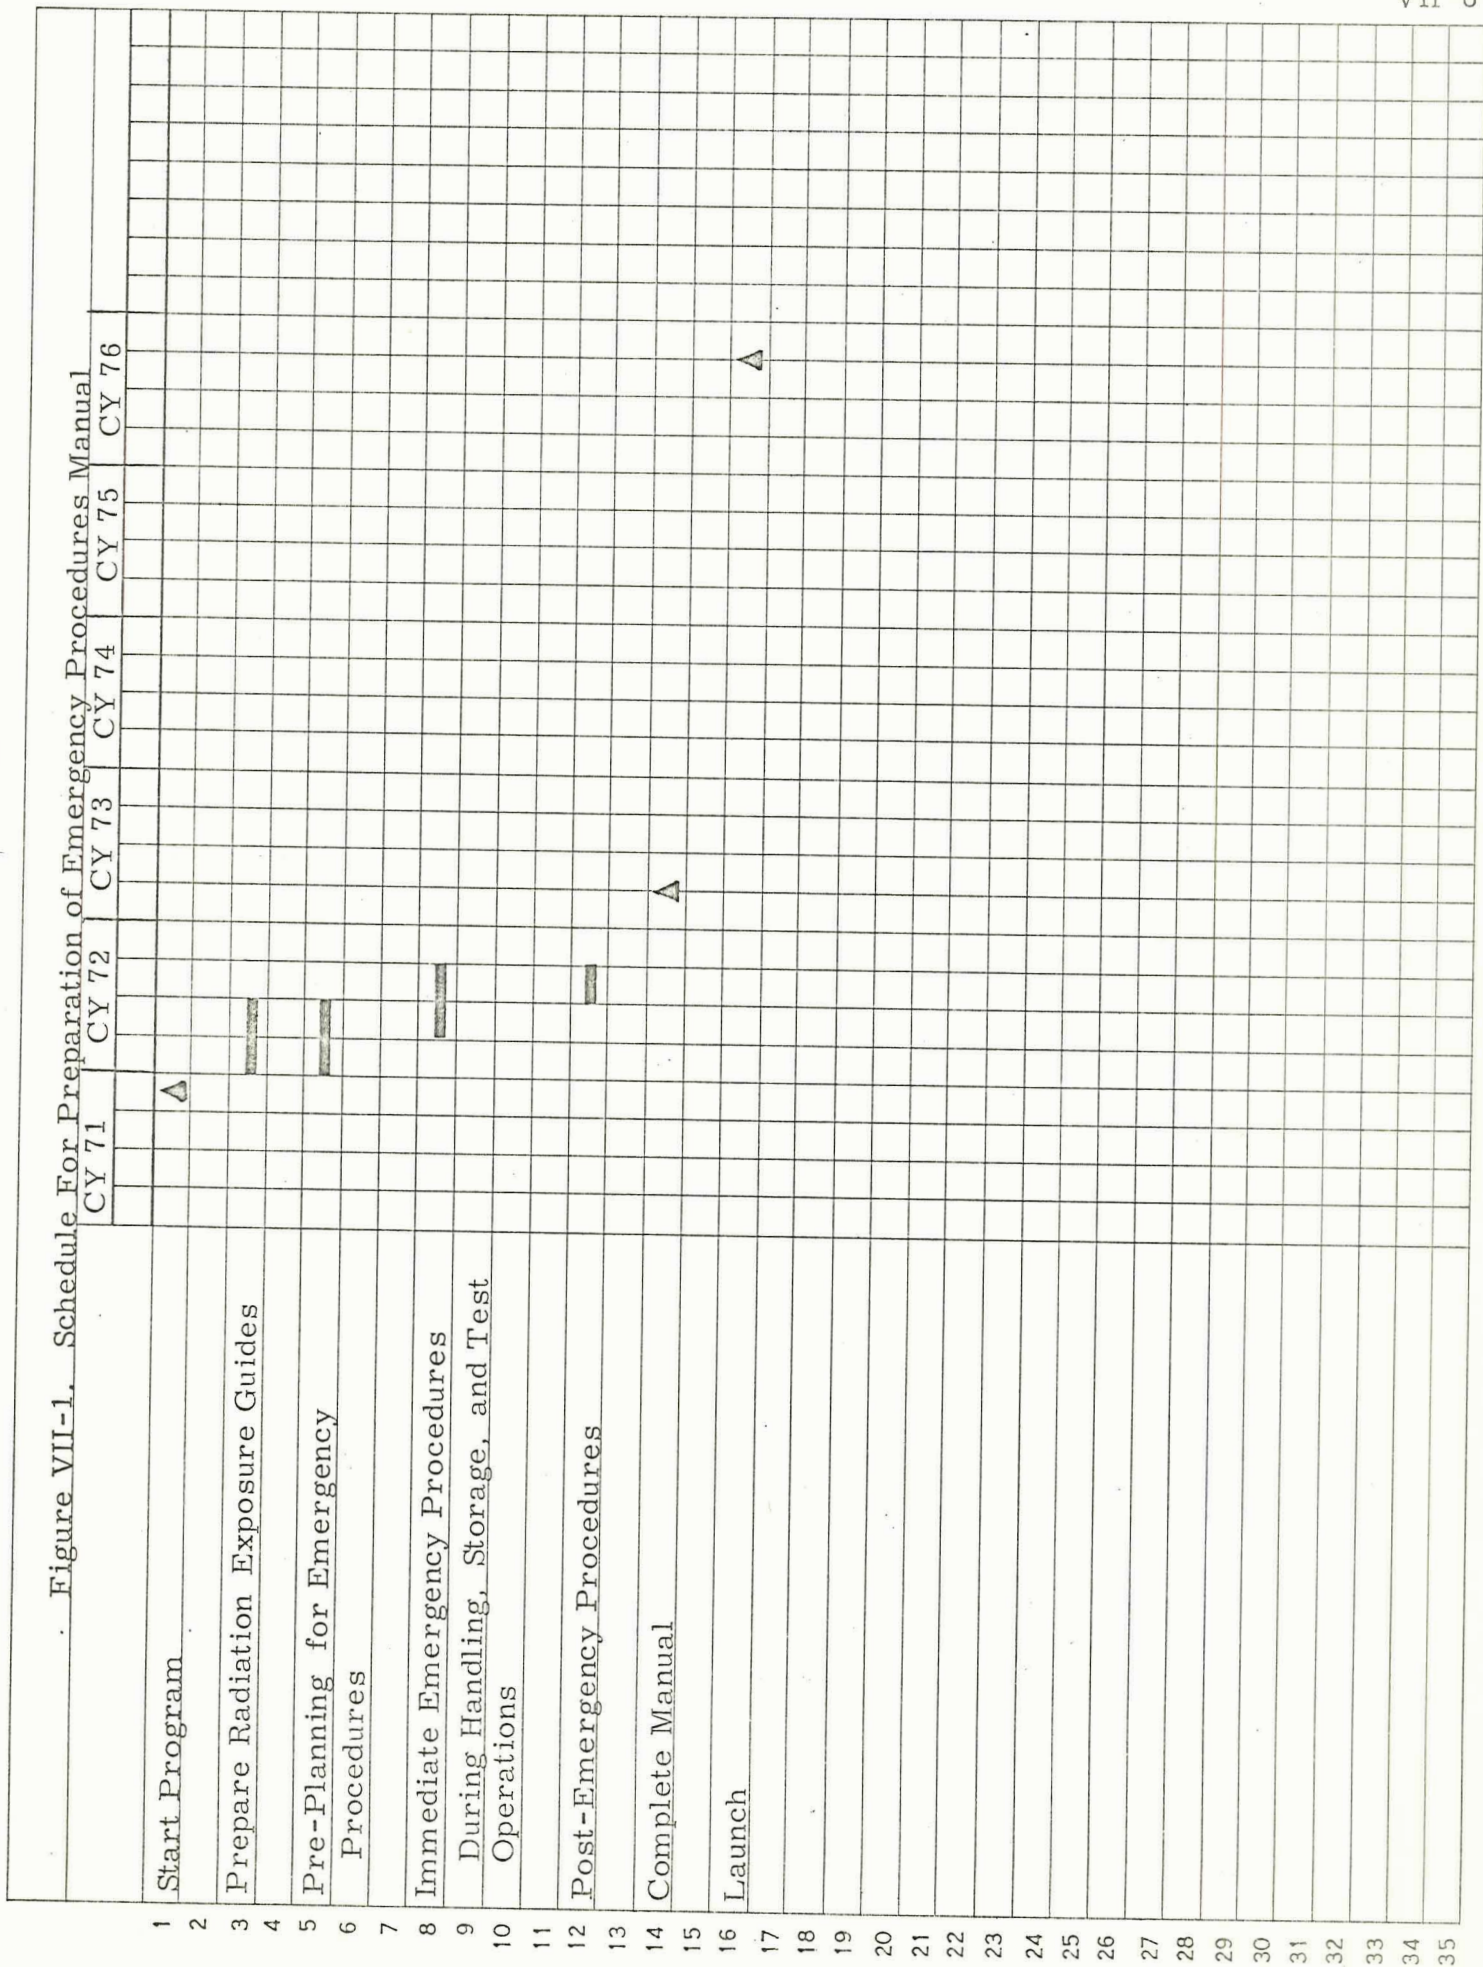 Figure VII-1. Schedule For Preparation of Emergency Procedures Manual
CY 71 CY 72 CY 73 CY 74 CY 75 CY 76
1 Start Program
2
3 Prepare Radiation Exposure Guides
4
5 Pre-Planning for Emergency
6 Procedures
7
8 Immediate Emergency Procedures
9 During Handling, Storage, and Test
10 Operations
11
12 Post-Emergency Procedures
13
14 Complete Manual
15
16 Launch
17
18
19
20
21
22
23
24
25
26
27
28
29
30
31
32
33
34
35